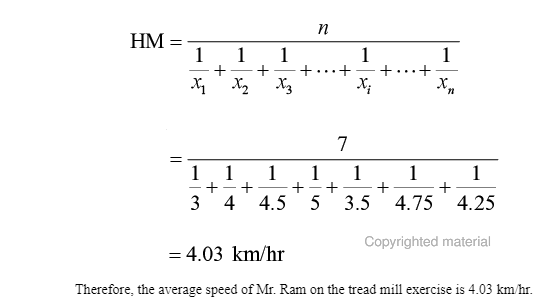 HM = n / (1/x₁ + 1/x₂ + 1/x₃ + ⋯ + 1/xᵢ + ⋯ + 1/xₙ)
= 7 / (1/3 + 1/4 + 1/4.5 + 1/5 + 1/3.5 + 1/4.75 + 1/4.25)
= 4.03 km/hr
Copyrighted material
Therefore, the average speed of Mr. Ram on the tread mill exercise is 4.03 km/hr.